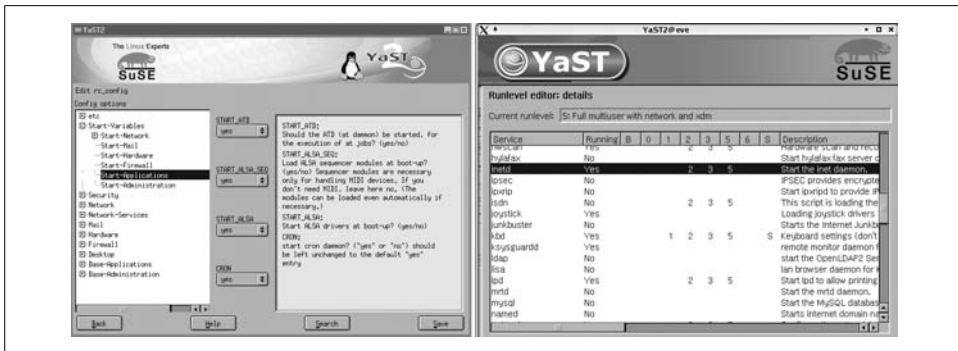 YaST2
The Linux Experts
SuSE
YaST2
Edit rc_config
Config options
etc
Start-Variables
Start-Network
Start-Mail
Start-Hardware
Start-Firewall
Start-Applications
Start-Administration
Security
Network
Network-Services
Mail
Hardware
Firewall
Desktop
Base-Applications
Base-Administration
START_ATD
yes
START_ALSA_SEQ
yes
START_ALSA
yes
CRON
yes
START_ATD:
Should the ATD (at daemon) be started, for
the execution of at jobs? (yes/no)
START_ALSA_SEQ:
Load ALSA sequencer modules at boot-up?
(yes/no) Sequencer modules are necessary
only for handling MIDI devices. If you
don't need MIDI, leave here no. (The
modules can be loaded even automatically if
necessary.)
START_ALSA:
Start ALSA drivers at boot-up? (yes/no)
CRON:
start cron daemon? ("yes" or "no") should
be left unchanged to the default "yes"
entry
Back Help Search Save
YaST2@eve
YaST
SuSE
Runlevel editor: details
Current runlevel: 5: Full multiuser with network and xdm
Service Running B 0 1 2 3 5 6 S Description
hwscan Yes 2 3 5 Hardware scan and reco
hylafax No Start hylafax fax server c
inetd Yes 2 3 5 Start the inet daemon.
ipsec No IPSEC provides encrypte
ipxrip No Start ipxripd to provide IP
isdn No 2 3 5 This script is loading the
joystick Yes Loading joystick drivers
junkbuster No Starts the Internet Junkb
kbd Yes 1 2 3 5 S Keyboard settings (don't
ksysguardd Yes remote monitor daemon f
ldap No start the OpenLDAP2 Ser
lisa No lan browser daemon for K
lpd Yes 2 3 5 Start lpd to allow printing
mrtd No Start the mrtd daemon.
mysql No Start the MySQL databas
named No Starts internet domain na